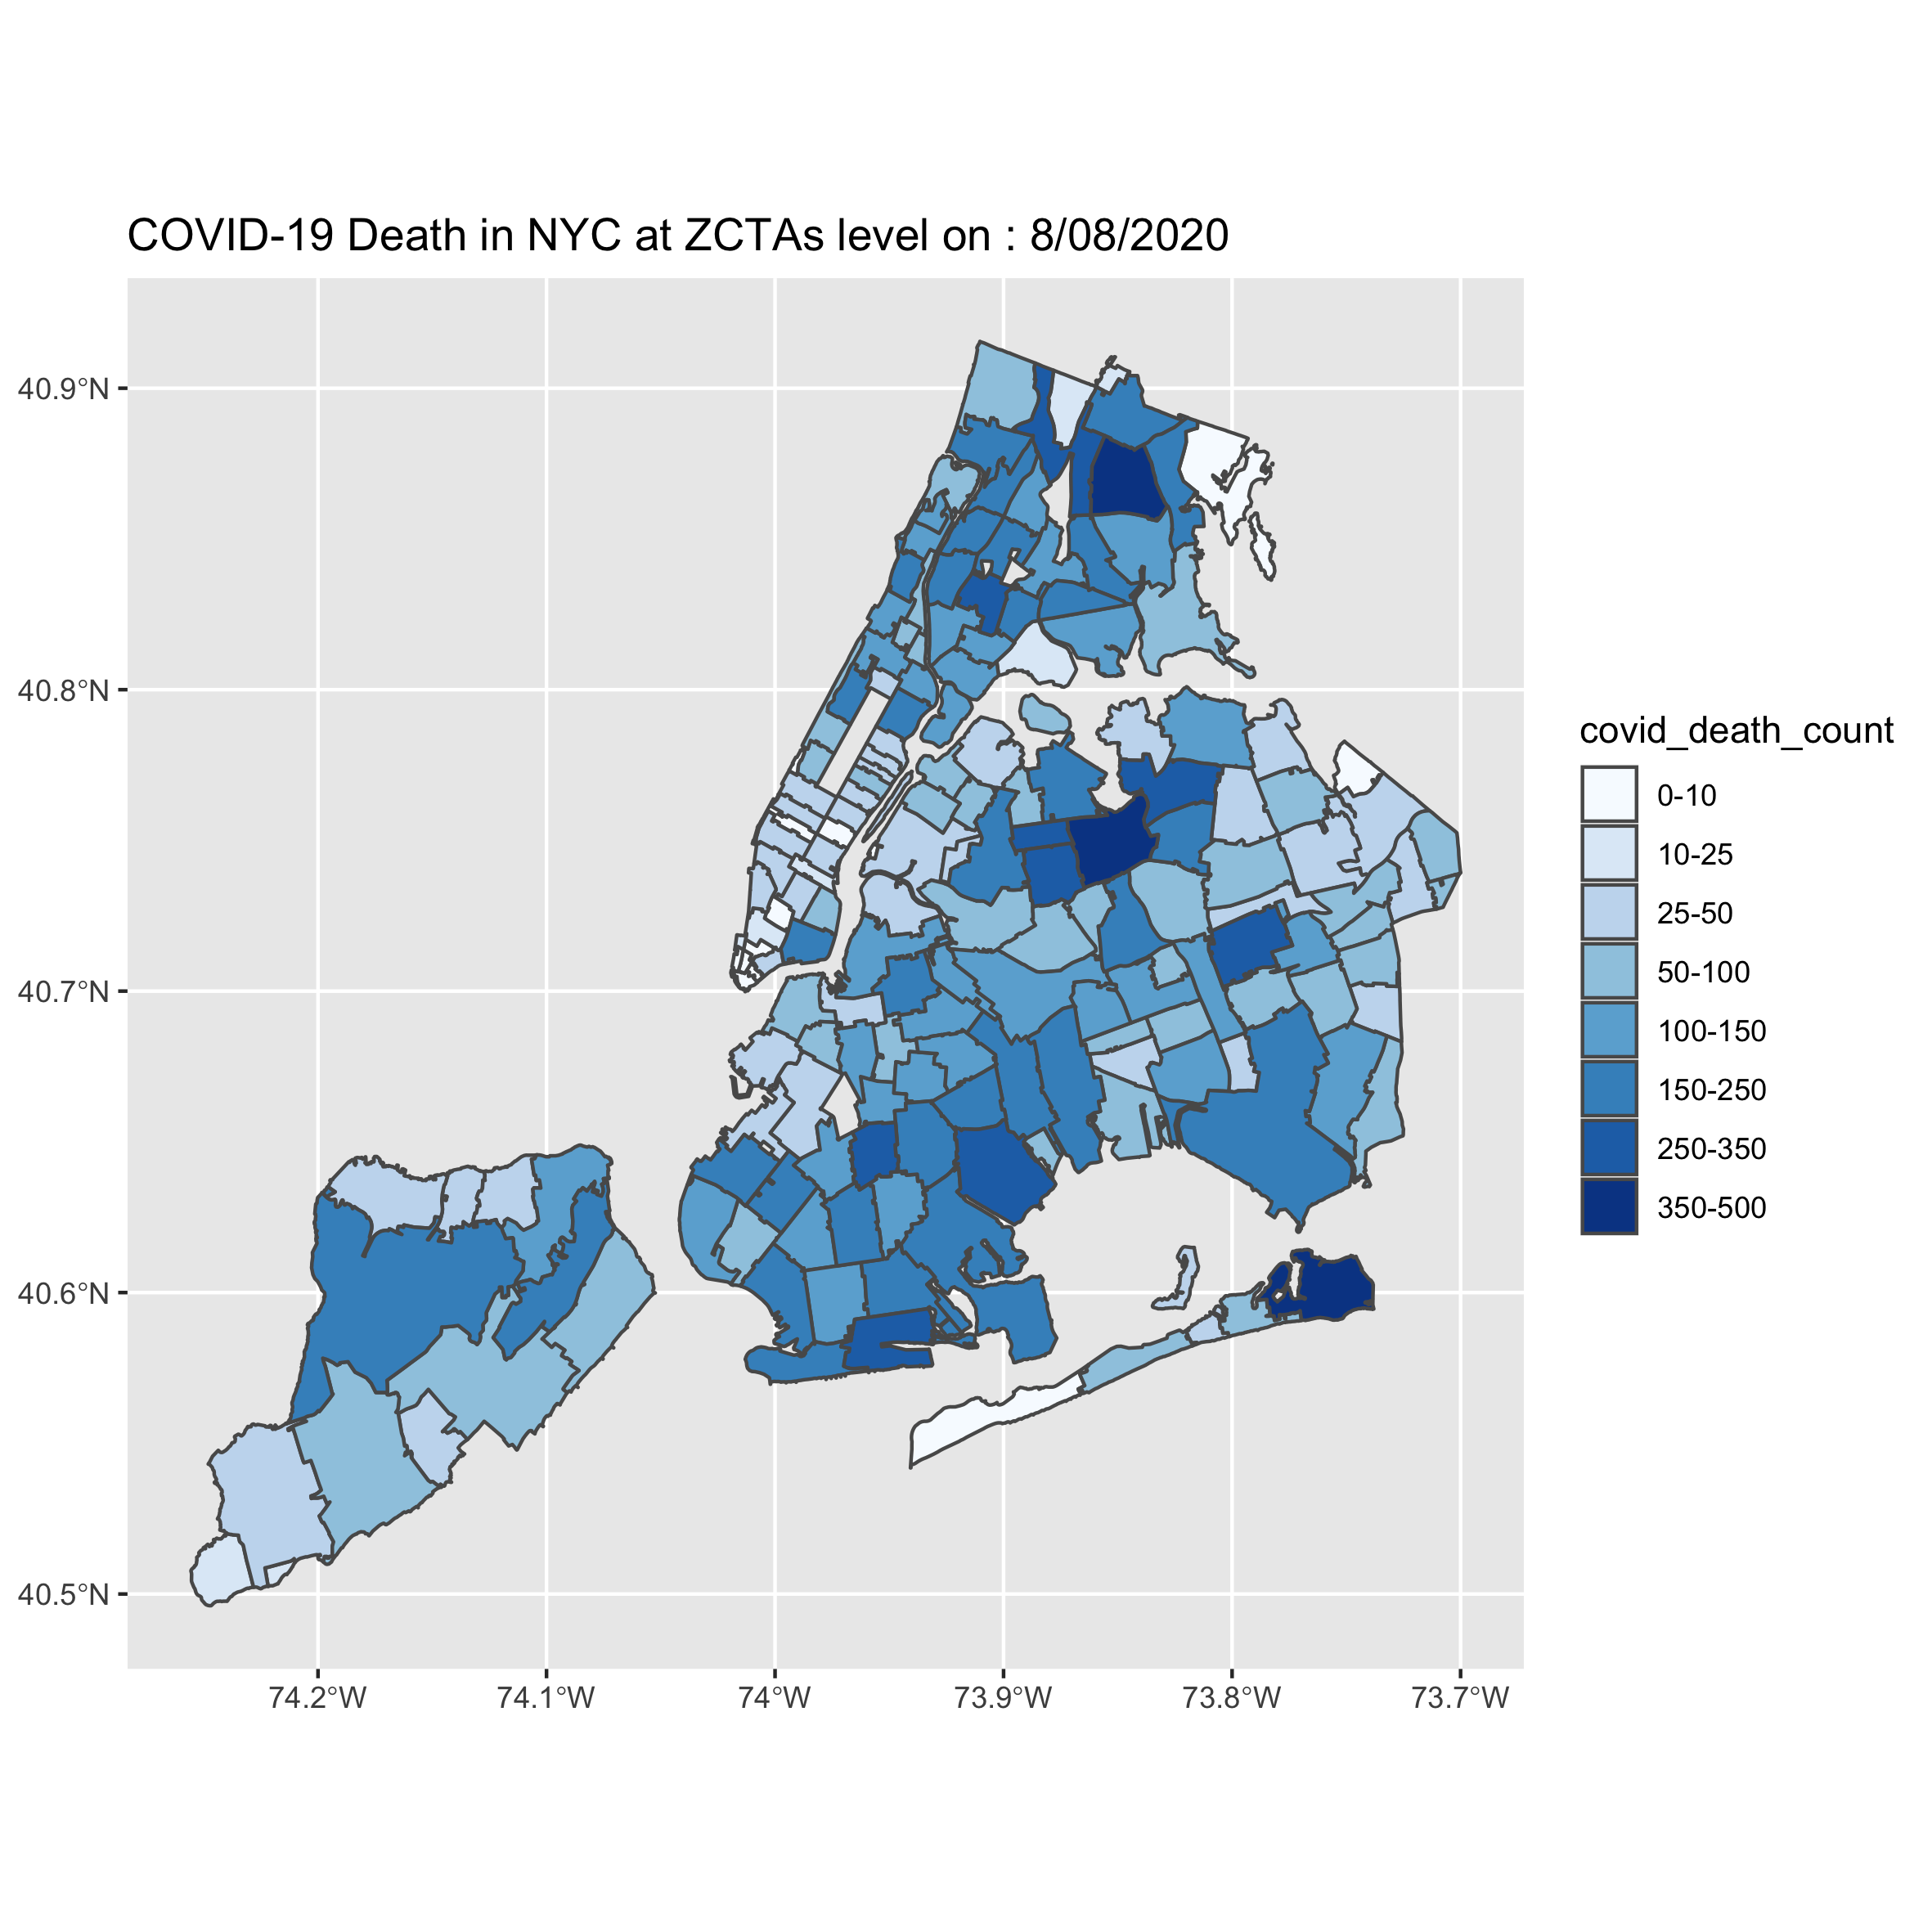 COVID-19 Death in NYC at ZCTAs level on : 8/08/2020
40.9°N
40.8°N
40.7°N
40.6°N
40.5°N
74.2°W
74.1°W
74°W
73.9°W
73.8°W
73.7°W
covid_death_count
0-10
10-25
25-50
50-100
100-150
150-250
250-350
350-500